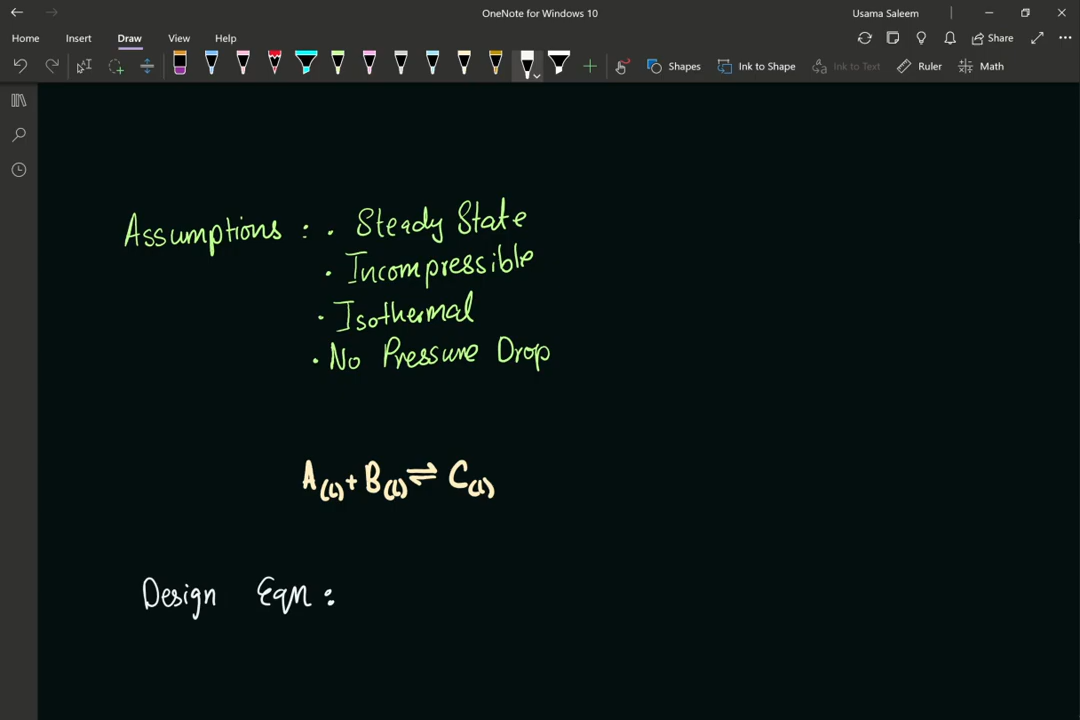 OneNote for Windows 10
Usama Saleem
Home Insert Draw View Help
Share
Shapes Ink to Shape Ink to Text Ruler Math
Assumptions : . Steady State
. Incompressible
. Isothermal
. No Pressure Drop
A(l) + B(l) ⇌ C(l)
Design Eqn :